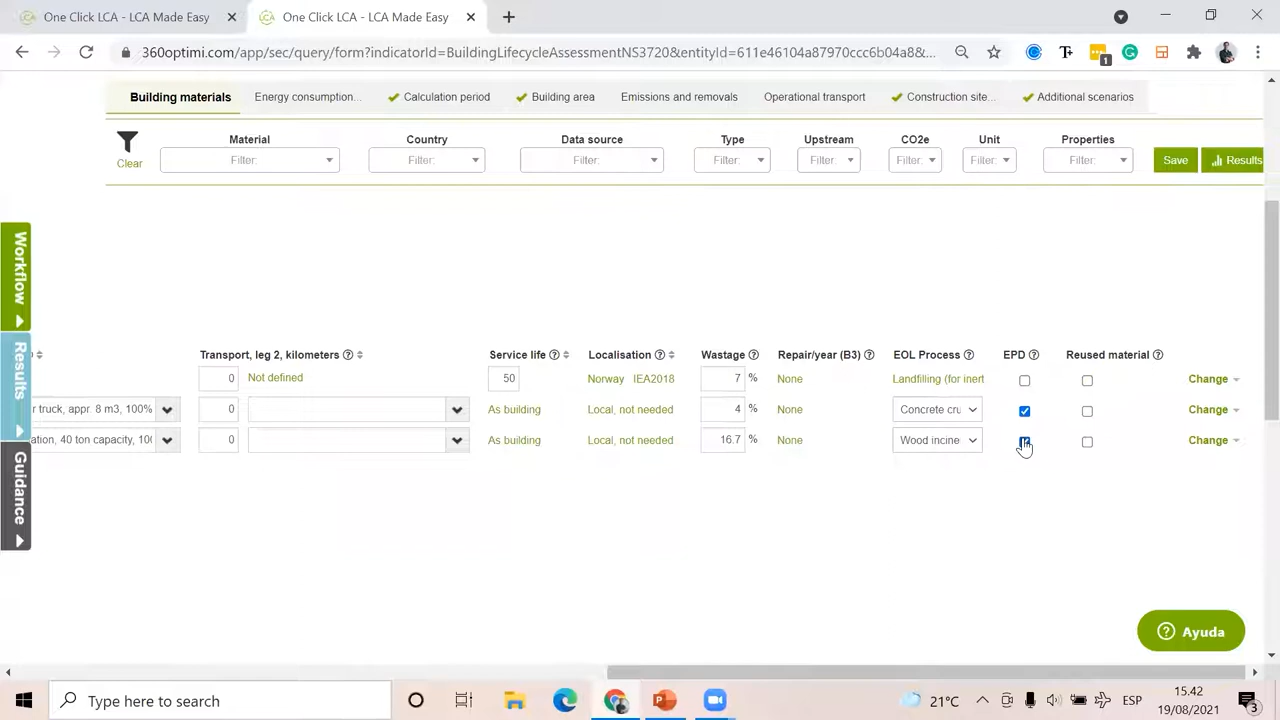 One Click LCA - LCA Made Easy
One Click LCA - LCA Made Easy
360optimi.com/app/sec/query/form?indicatorId=BuildingLifecycleAssessmentNS3720&entityId=611e46104a87970ccc6b04a8&...
1
Building materials Energy consumption... Calculation period Building area Emissions and removals Operational transport Construction site... Additional scenarios
Material Country Data source Type Upstream CO2e Unit Properties
Clear Filter: Filter: Filter: Filter: Filter: Filter: Filter: Filter: Save Results
Workflow
Results
Guidance
Transport, leg 2, kilometers Service life Localisation Wastage Repair/year (B3) EOL Process EPD Reused material
0 Not defined 50 Norway IEA2018 7 % None Landfilling (for inert Change
r truck, appr. 8 m3, 100% 0 As building Local, not needed 4 % None Concrete cru Change
ation, 40 ton capacity, 100 0 As building Local, not needed 16.7 % None Wood incine Change
Ayuda
Type here to search
21°C ESP 15.42
19/08/2021 3